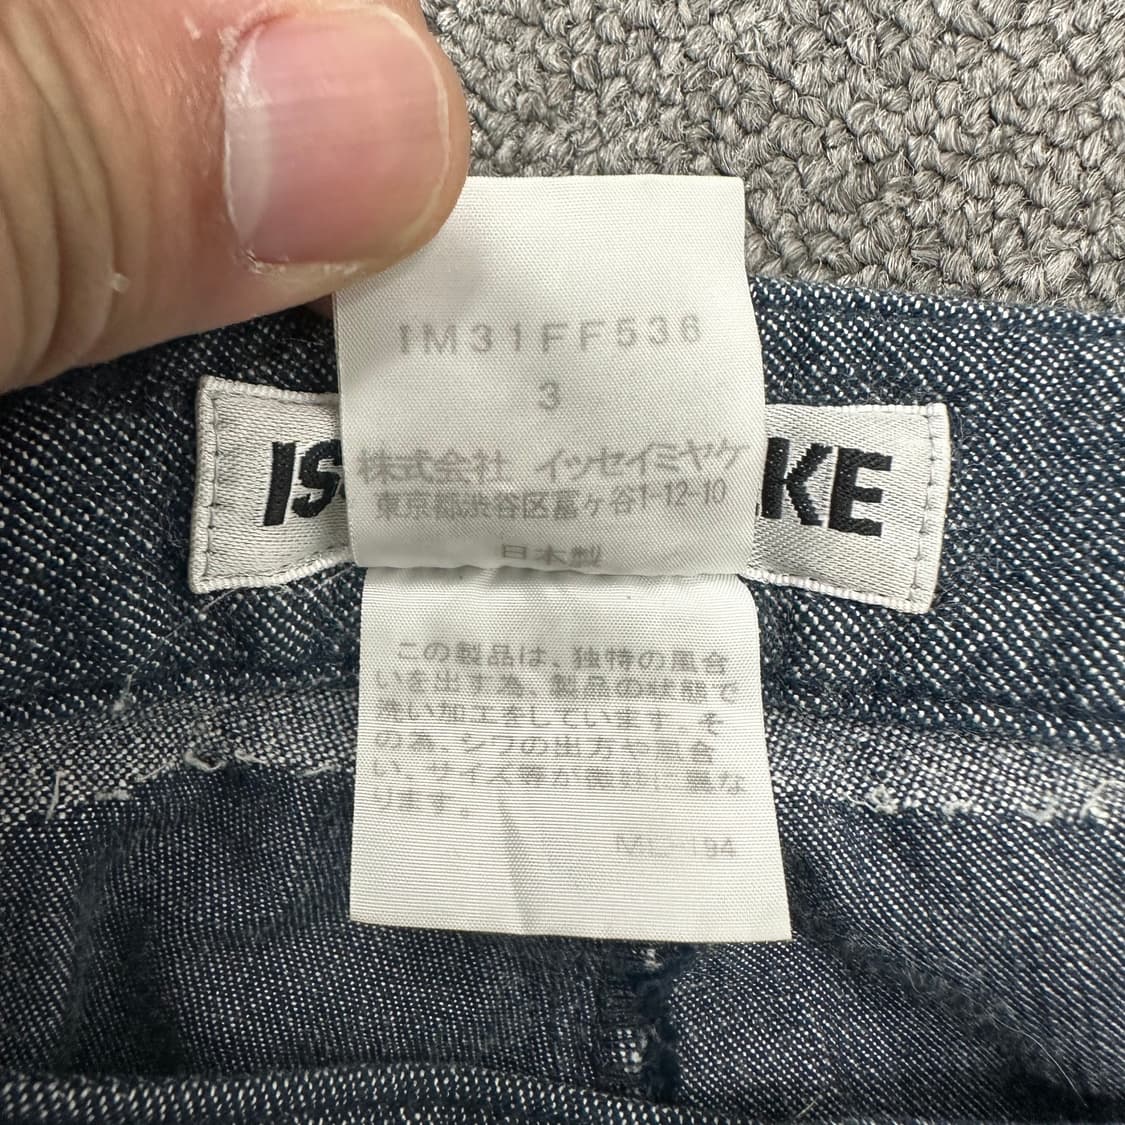 IM31FF536
3
株式会社 イッセイミヤケ
東京都渋谷区富ヶ谷1-12-10
日本製
IS KE
この製品は、独特の風合
いを出す為、製品の状態で
洗い加工をしています。そ
の為、シワの出方や風合
い、サイズ等が微妙に異な
ります。